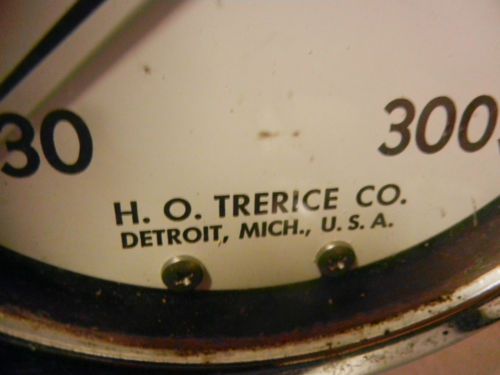 30
300
H. O. TRERICE CO.
DETROIT, MICH., U. S. A.